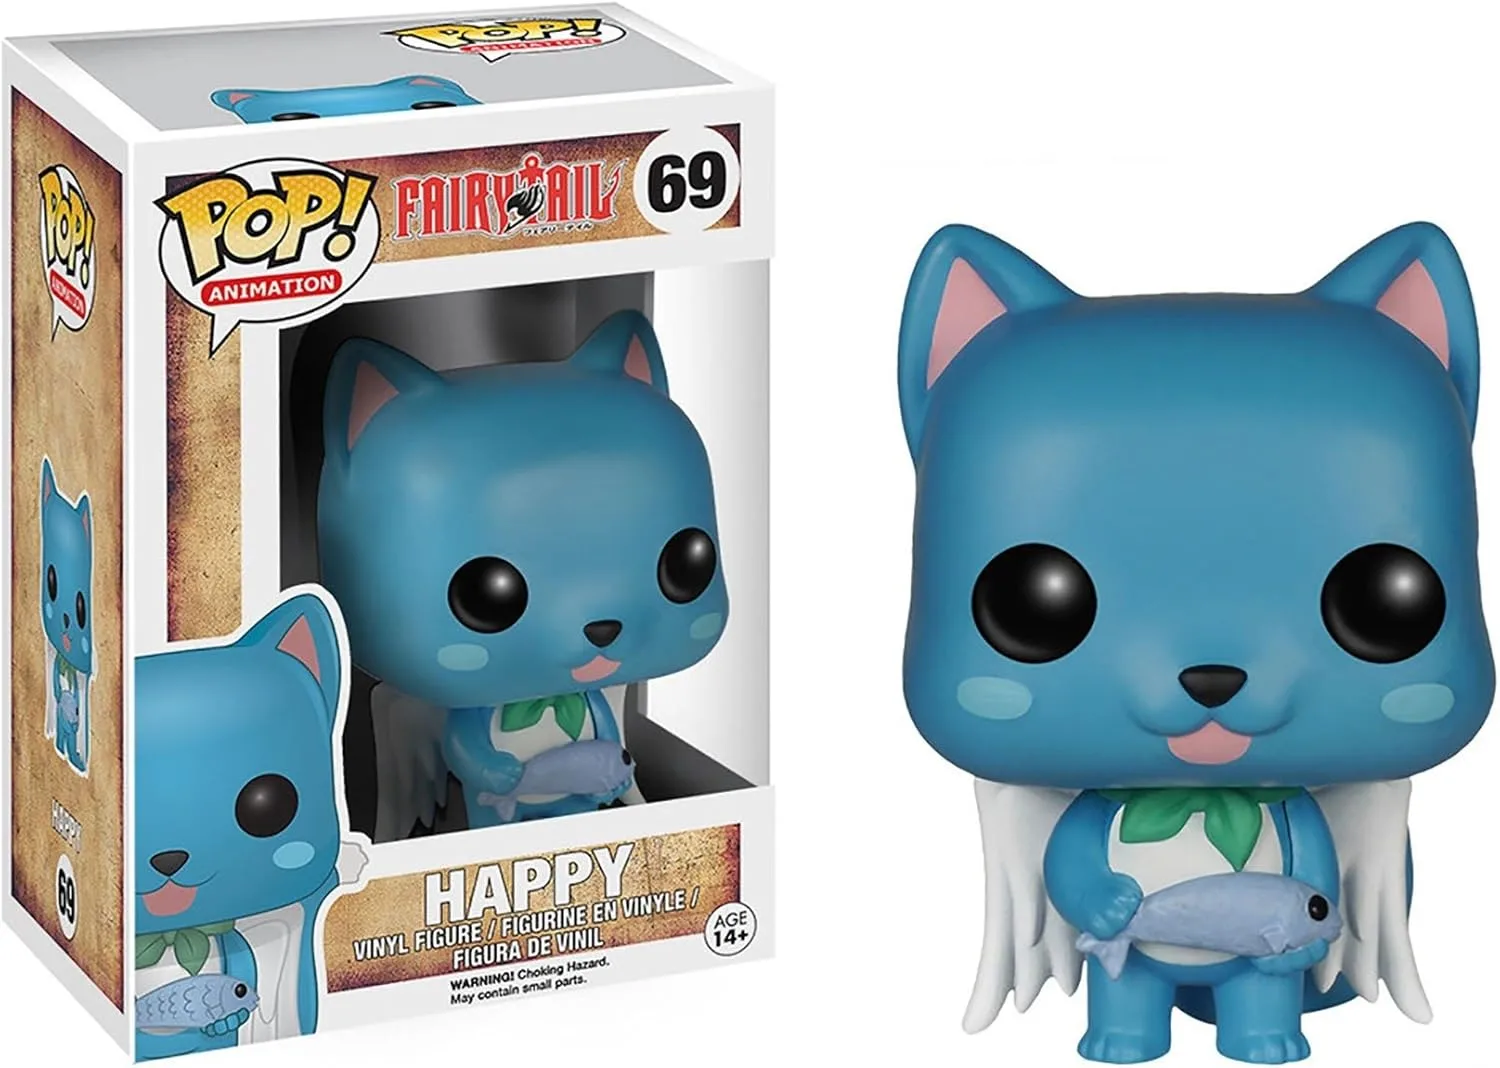 POP!
ANIMATION
POP!
ANIMATION
HAPPY
69
POP!
ANIMATION
FAIRY TAIL
フェアリーテイル
69
HAPPY
VINYL FIGURE / FIGURINE EN VINYLE /
FIGURA DE VINIL
WARNING! Choking Hazard.
May contain small parts.
AGE
14+